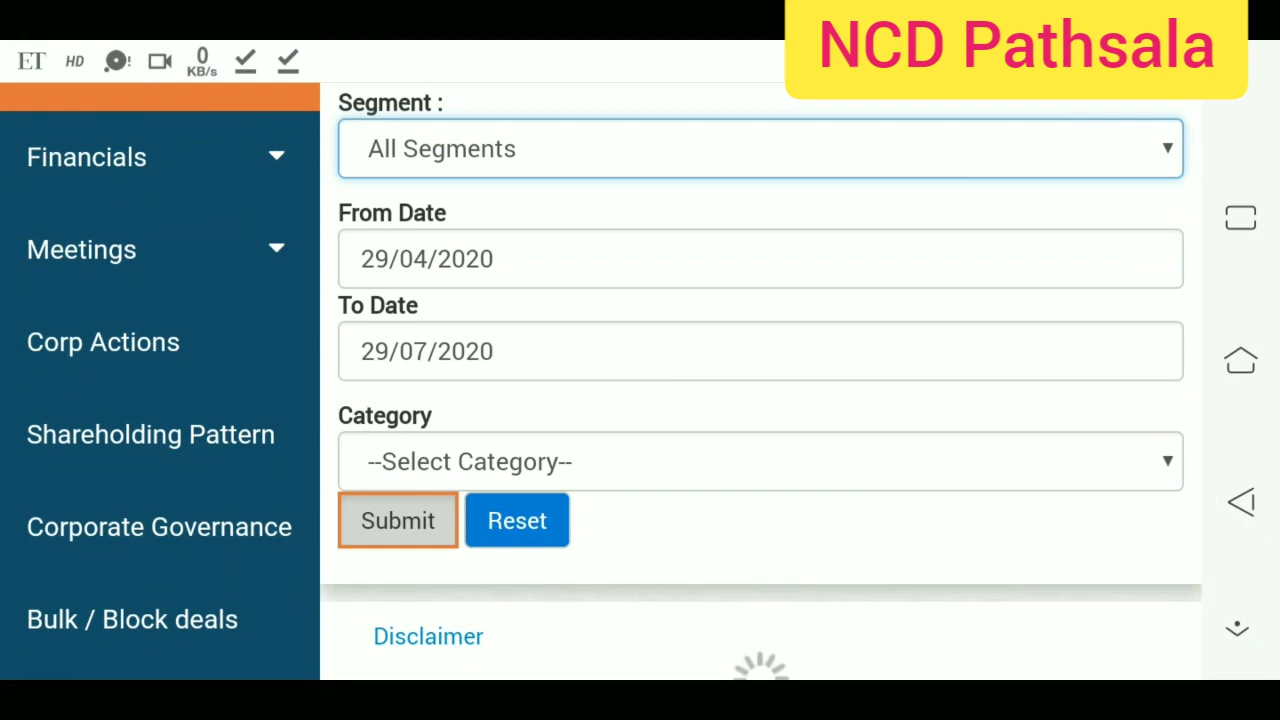 NCD Pathsala
ET HD 0 KB/s
Financials
Meetings
Corp Actions
Shareholding Pattern
Corporate Governance
Bulk / Block deals
Segment :
All Segments
From Date
29/04/2020
To Date
29/07/2020
Category
--Select Category--
Submit Reset
Disclaimer